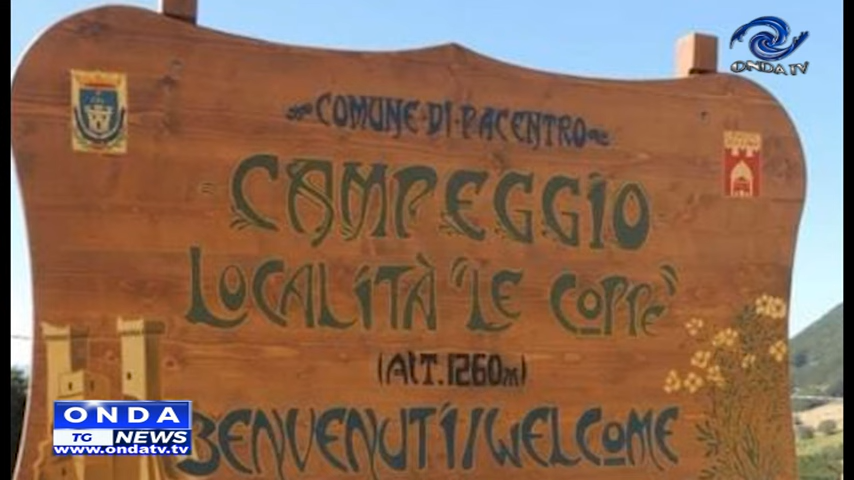 ONDA TV
COMUNE·DI·PACENTRO
CAMPEGGIO
LOCALITÀ "LE COPPE"
(ALT. 1260m)
BENVENUTI/WELCOME
ONDA
TG NEWS
www.ondatv.tv